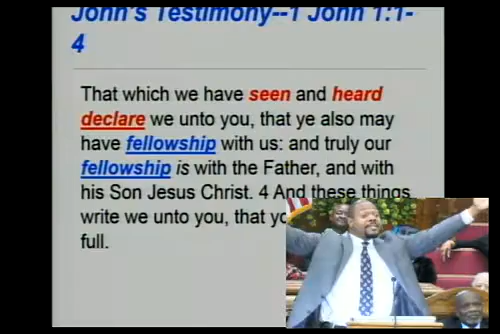 John's Testimony--1 John 1:1-
4
That which we have seen and heard
declare we unto you, that ye also may
have fellowship with us: and truly our
fellowship is with the Father, and with
his Son Jesus Christ. 4 And these things
write we unto you, that
full.